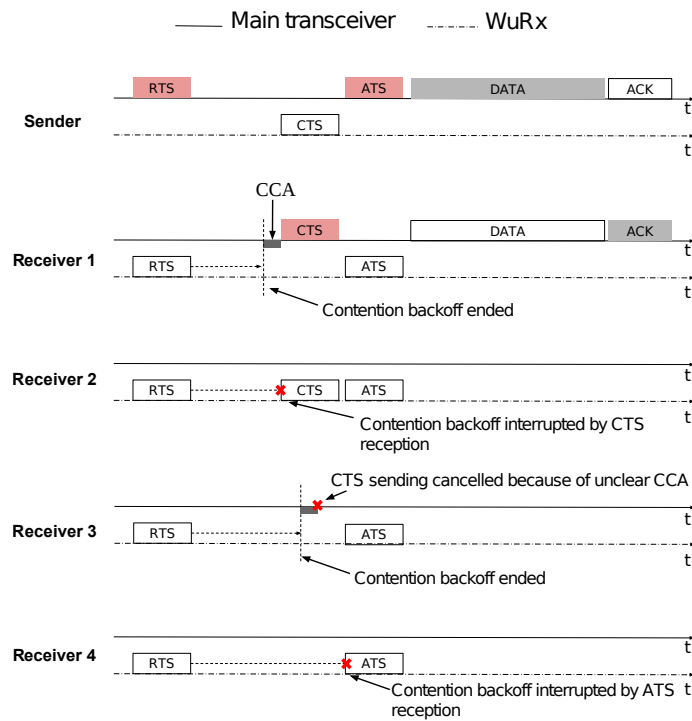 Main transceiver WuRx
RTS ATS DATA ACK
t
Sender
CTS
t
CCA
CTS DATA ACK
t
Receiver 1
RTS ATS
t
Contention backoff ended
t
Receiver 2
RTS CTS ATS
t
Contention backoff interrupted by CTS
reception
CTS sending cancelled because of unclear CCA
t
Receiver 3
RTS ATS
t
Contention backoff ended
t
Receiver 4
RTS ATS
t
Contention backoff interrupted by ATS
reception